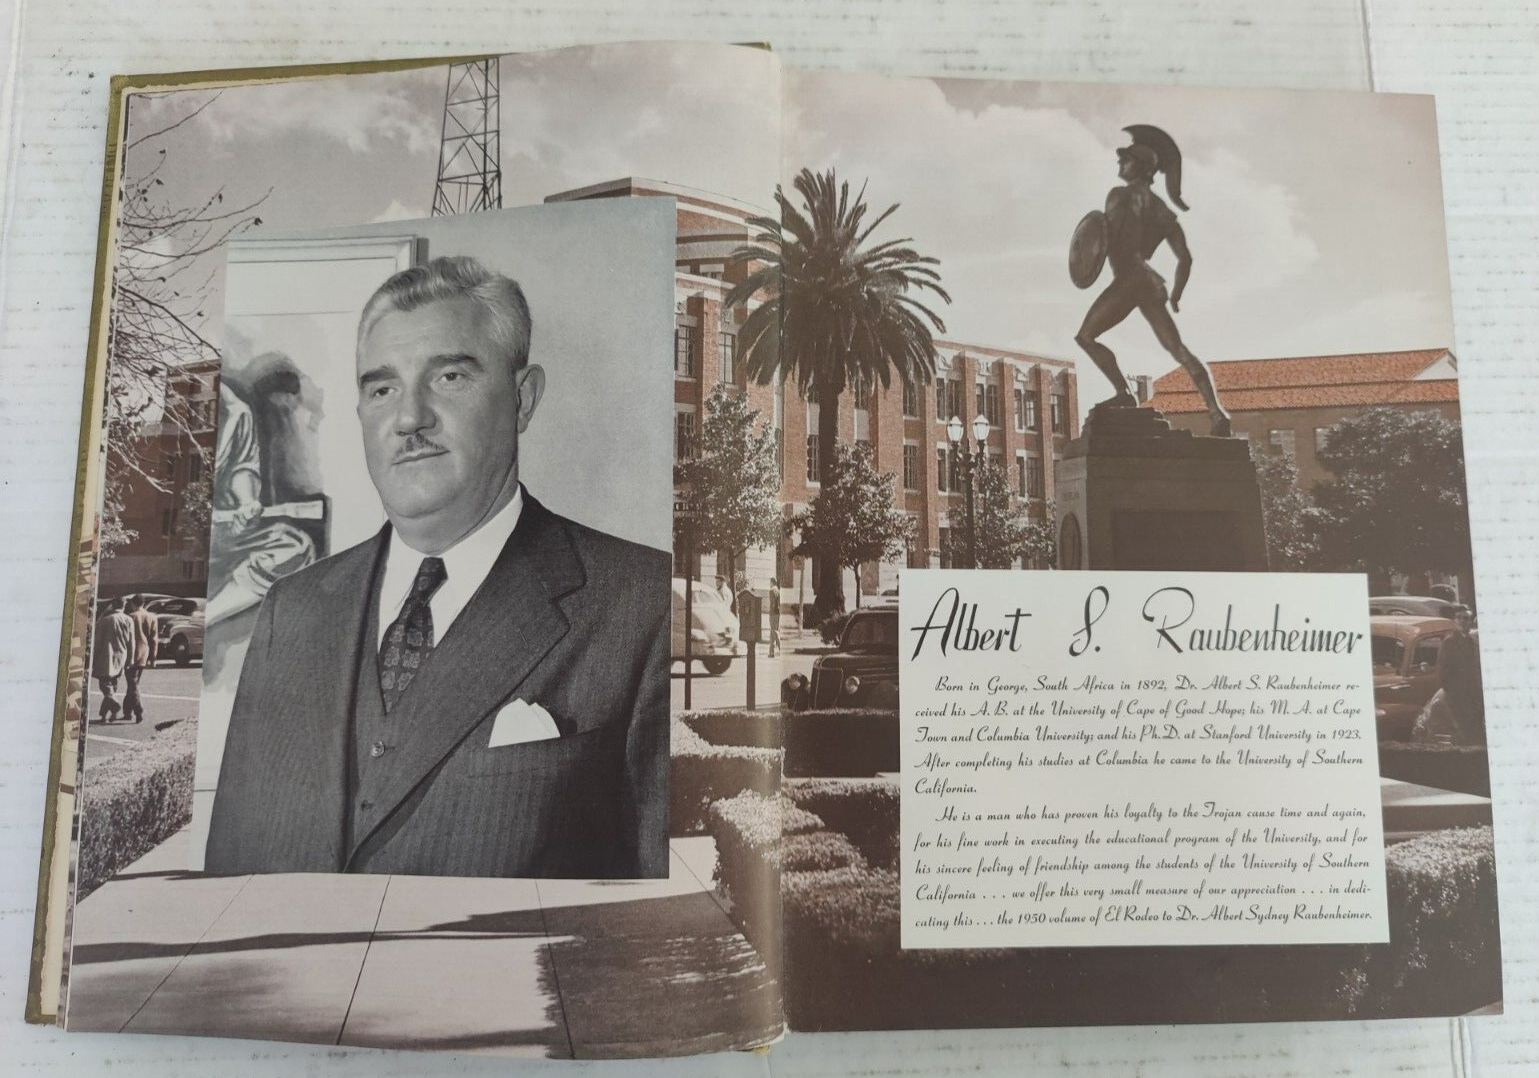 Albert S. Raubenheimer
Born in George, South Africa in 1892, Dr. Albert S. Raubenheimer re-
ceived his A. B. at the University of Cape of Good Hope; his M. A. at Cape
Town and Columbia University; and his Ph. D. at Stanford University in 1923.
After completing his studies at Columbia he came to the University of Southern
California.
He is a man who has proven his loyalty to the Trojan cause time and again,
for his fine work in executing the educational program of the University, and for
his sincere feeling of friendship among the students of the University of Southern
California . . . we offer this very small measure of our appreciation . . . in dedi-
cating this . . . the 1950 volume of El Rodeo to Dr. Albert Sydney Raubenheimer.